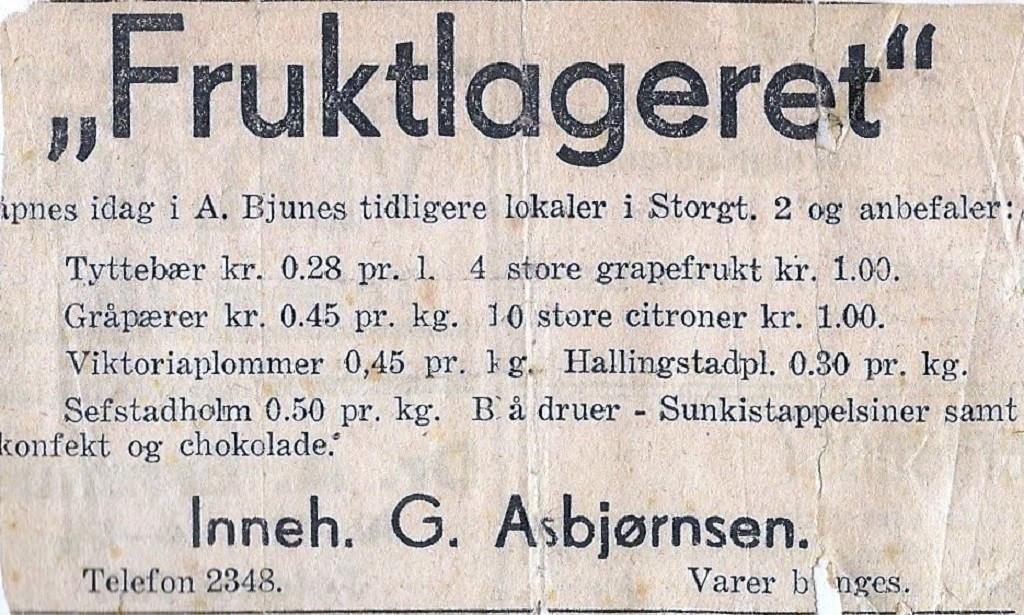 „Fruktlageret“
åpnes idag i A. Bjunes tidligere lokaler i Storgt. 2 og anbefaler:
Tyttebær kr. 0.28 pr. l. 4 store grapefrukt kr. 1.00.
Gråpærer kr. 0.45 pr. kg. 10 store citroner kr. 1.00.
Viktoriaplommer 0,45 pr. kg. Hallingstadpl. 0.30 pr. kg.
Sefstadholm 0.50 pr. kg. Blå druer - Sunkistappelsiner samt
konfekt og chokolade.
Inneh. G. Asbjørnsen.
Telefon 2348.
Varer bringes.